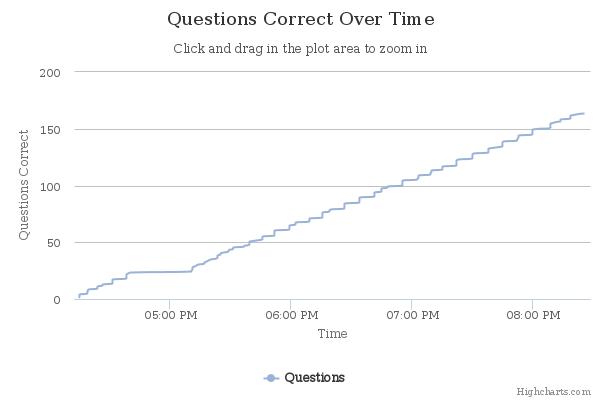 Questions Correct Over Time
Click and drag in the plot area to zoom in
Questions Correct
200
150
100
50
0
05:00 PM 06:00 PM 07:00 PM 08:00 PM
Time
Questions
Highcharts.com